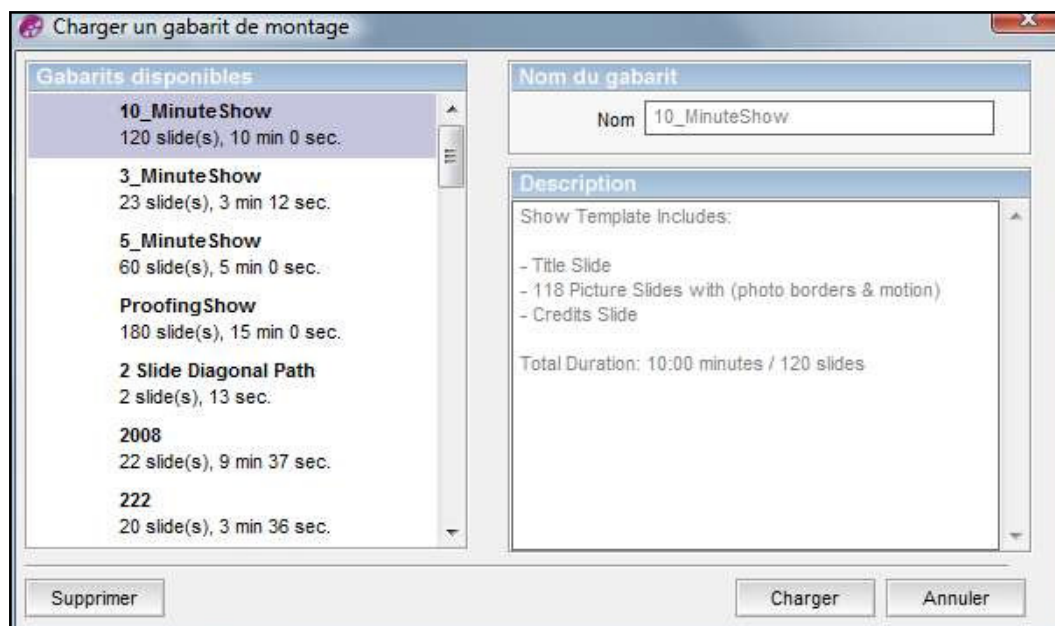 Charger un gabarit de montage
Gabarits disponibles
10_MinuteShow
120 slide(s), 10 min 0 sec.
3_MinuteShow
23 slide(s), 3 min 12 sec.
5_MinuteShow
60 slide(s), 5 min 0 sec.
ProofingShow
180 slide(s), 15 min 0 sec.
2 Slide Diagonal Path
2 slide(s), 13 sec.
2008
22 slide(s), 9 min 37 sec.
222
20 slide(s), 3 min 36 sec.
Nom du gabarit
Nom 10_MinuteShow
Description
Show Template Includes:
- Title Slide
- 118 Picture Slides with (photo borders & motion)
- Credits Slide
Total Duration: 10:00 minutes / 120 slides
Supprimer
Charger
Annuler